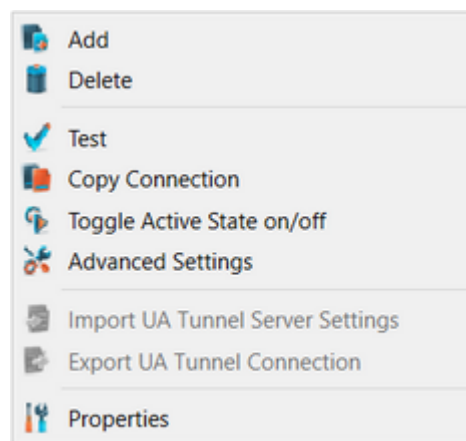 Add
Delete
Test
Copy Connection
Toggle Active State on/off
Advanced Settings
Import UA Tunnel Server Settings
Export UA Tunnel Connection
Properties